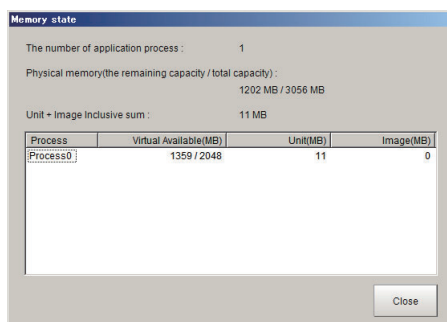 Memory state
The number of application process : 1
Physical memory(the remaining capacity / total capacity) :
1202 MB / 3056 MB
Unit + Image Inclusive sum : 11 MB
Process Virtual Available(MB) Unit(MB) Image(MB)
Process0 1359 / 2048 11 0
Close